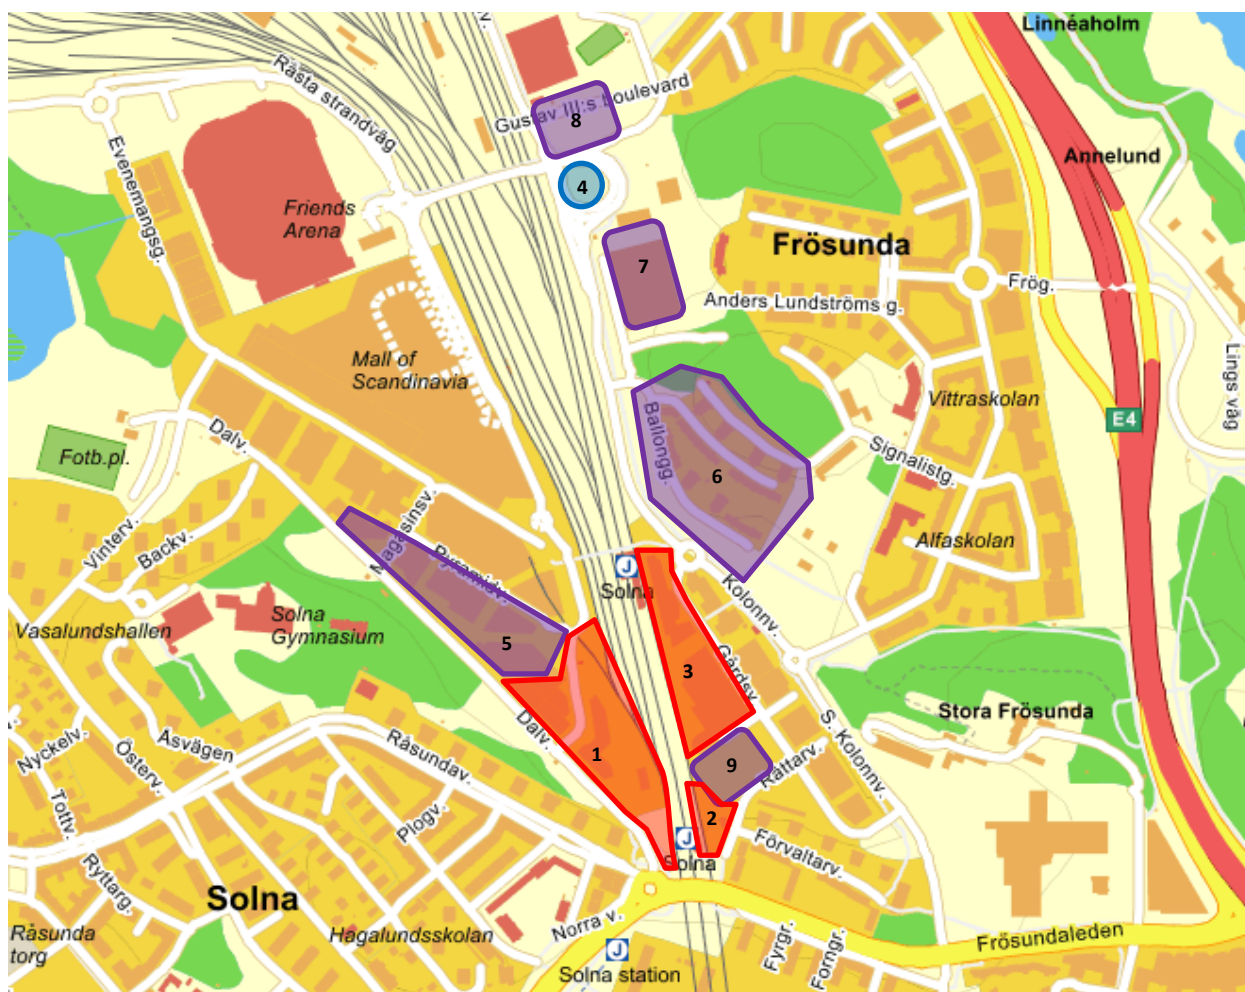 Linnéaholm
v.
Råsta strandväg
Gustav III:s boulevard
8
Evenemangsg.
Annelund
4
Friends
Arena
Frösunda
7
Frög.
Anders Lundströms g.
Mall of
Scandinavia
Lings väg
Vittraskolan
E4
Ballongg.
Dalv.
Signalistg.
Fotb.pl.
6
Magasinsv.
Vinterv.
Backv.
Pyramidv.
Alfaskolan
J
Solna
Kolonnv.
Solna
Gymnasium
Vasalundshallen
5
3
Gårdsv.
Dalv.
S. Kolonnv.
Stora Frösunda
Nyckelv.
Österv.
Åsvägen
Råsundav.
1
9
Rättarv.
Tottv.
Plogv.
2
J
Solna
Förvaltarv.
Ryttarg.
Solna
Norra v.
Råsunda
torg
Hagalundsskolan
Frösundaleden
Fyrgr.
Forngr.
J
Solna station